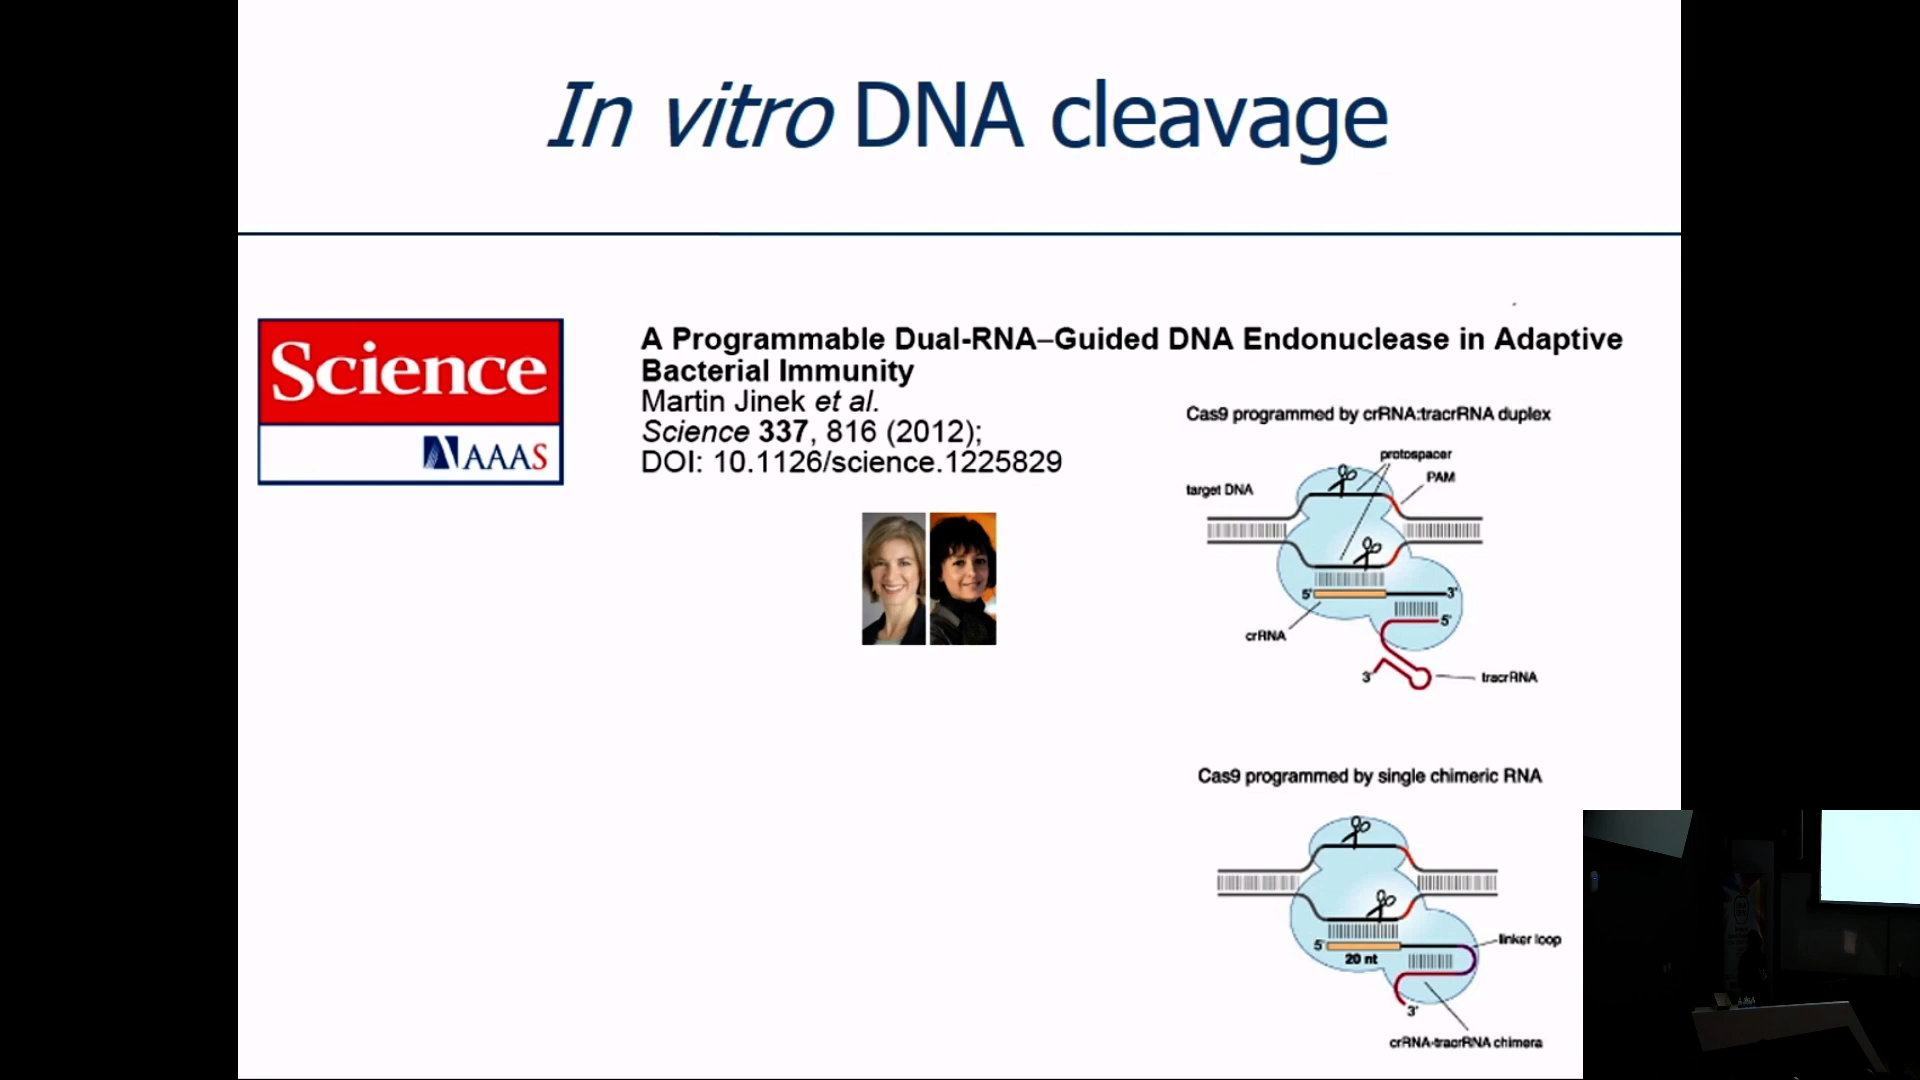 In vitro DNA cleavage
Science
AAAS
A Programmable Dual-RNA–Guided DNA Endonuclease in Adaptive
Bacterial Immunity
Martin Jinek et al.
Science 337, 816 (2012);
DOI: 10.1126/science.1225829
Cas9 programmed by crRNA:tracrRNA duplex
protospacer
PAM
target DNA
5'
3'
5'
crRNA
3'
tracrRNA
Cas9 programmed by single chimeric RNA
linker loop
5'
20 nt
3'
crRNA-tracrRNA chimera